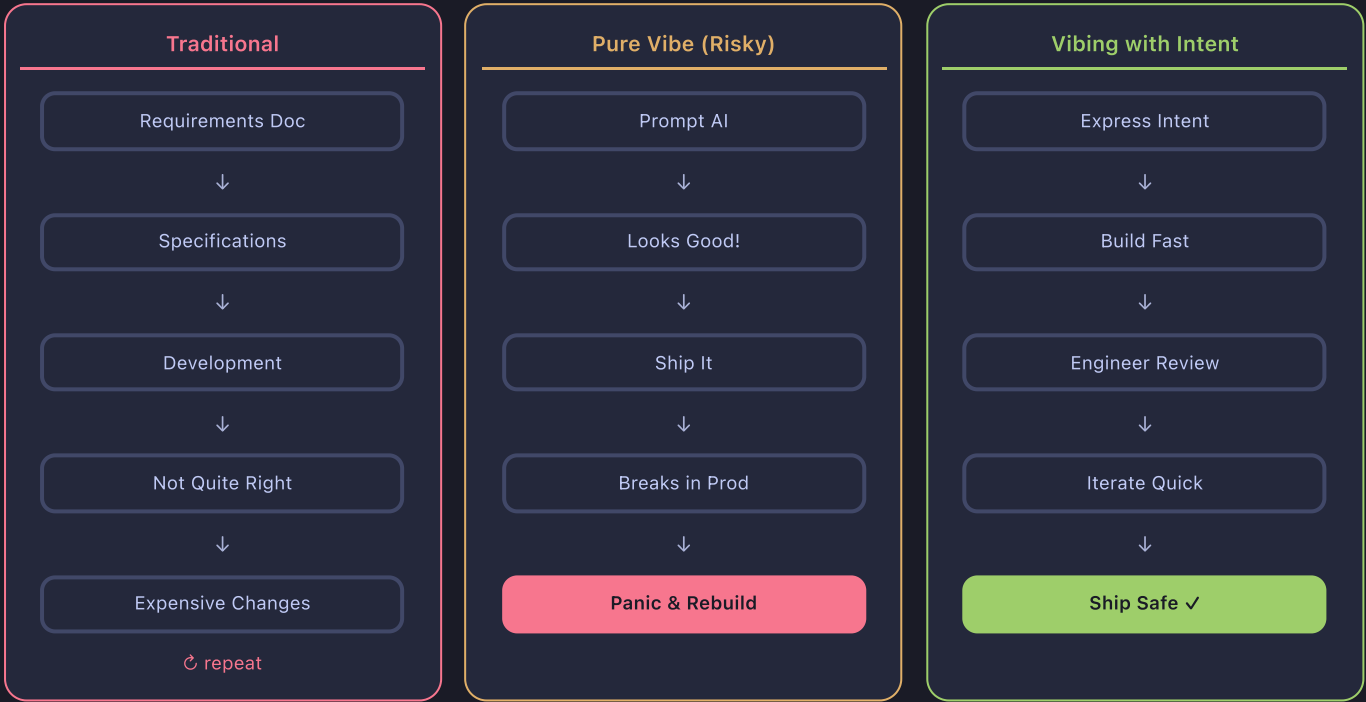 Traditional
Requirements Doc
↓
Specifications
↓
Development
↓
Not Quite Right
↓
Expensive Changes
↻ repeat
Pure Vibe (Risky)
Prompt AI
↓
Looks Good!
↓
Ship It
↓
Breaks in Prod
↓
Panic & Rebuild
Vibing with Intent
Express Intent
↓
Build Fast
↓
Engineer Review
↓
Iterate Quick
↓
Ship Safe ✓